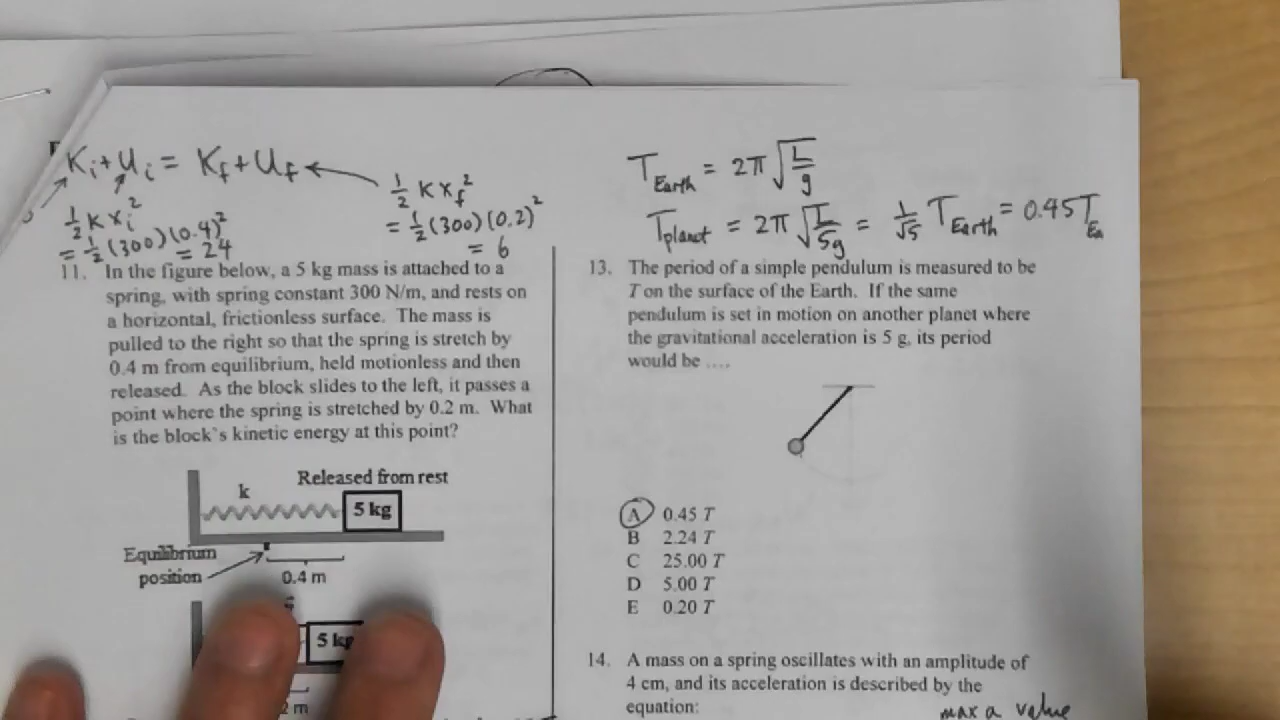 Ki + Ui = Kf + Uf
½ k xi²
= ½ (300)(0.4)²
= 24
½ k xf²
= ½ (300)(0.2)²
= 6
11. In the figure below, a 5 kg mass is attached to a
spring, with spring constant 300 N/m, and rests on
a horizontal, frictionless surface. The mass is
pulled to the right so that the spring is stretch by
0.4 m from equilibrium, held motionless and then
released. As the block slides to the left, it passes a
point where the spring is stretched by 0.2 m. What
is the block's kinetic energy at this point?
Released from rest
k
5 kg
Equilibrium
position
0.4 m
5 kg
2 m
T Earth = 2π √(L/g)
T planet = 2π √(L/5g) = 1/√5 T Earth = 0.45 T Ea
13. The period of a simple pendulum is measured to be
T on the surface of the Earth. If the same
pendulum is set in motion on another planet where
the gravitational acceleration is 5 g, its period
would be ....
A 0.45 T
B 2.24 T
C 25.00 T
D 5.00 T
E 0.20 T
14. A mass on a spring oscillates with an amplitude of
4 cm, and its acceleration is described by the
equation:
max a value